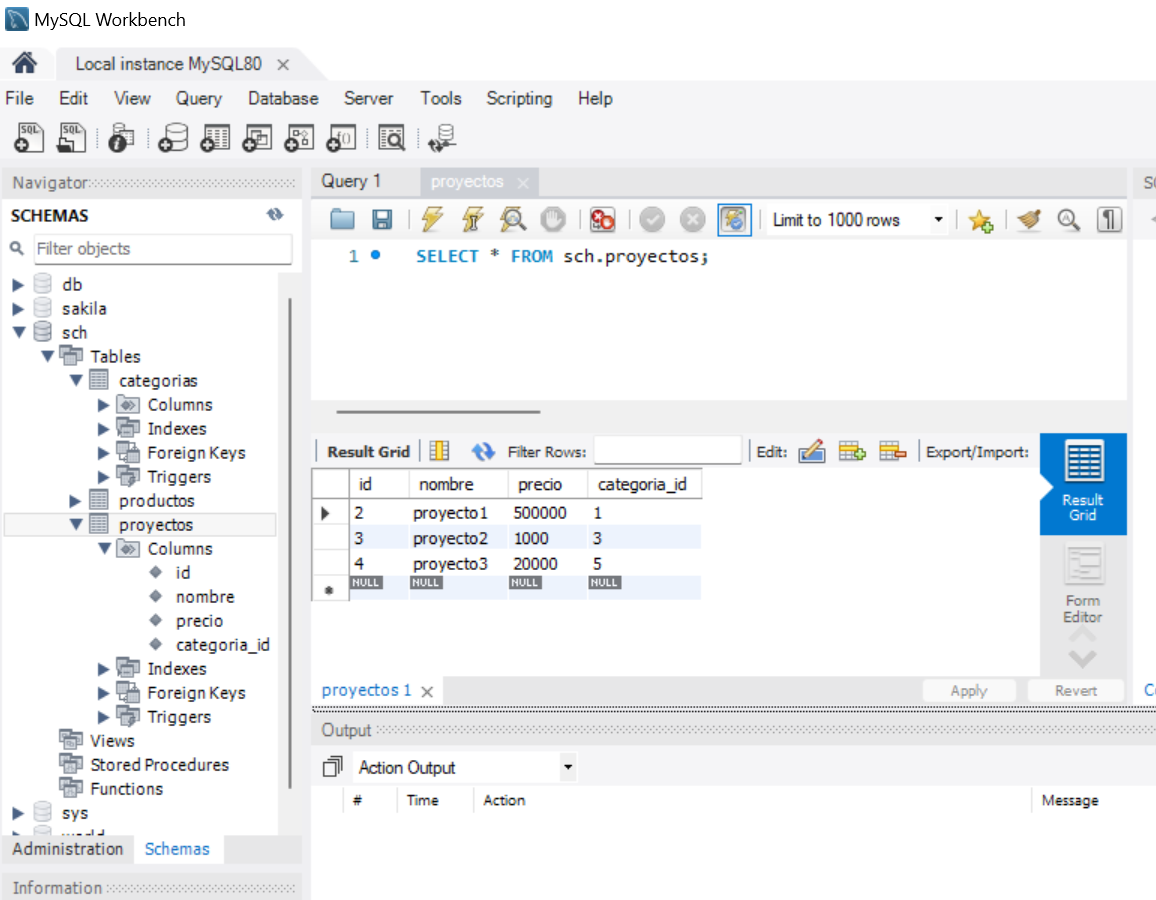 MySQL Workbench
Local instance MySQL80
File Edit View Query Database Server Tools Scripting Help
Navigator
SCHEMAS
Filter objects
db
sakila
sch
Tables
categorias
Columns
Indexes
Foreign Keys
Triggers
productos
proyectos
Columns
id
nombre
precio
categoria_id
Indexes
Foreign Keys
Triggers
Views
Stored Procedures
Functions
sys
Administration Schemas
Information
Query 1 proyectos
Limit to 1000 rows
1 SELECT * FROM sch.proyectos;
Result Grid Filter Rows: Edit: Export/Import:
id nombre precio categoria_id
2 proyecto1 500000 1
3 proyecto2 1000 3
4 proyecto3 20000 5
NULL NULL NULL NULL
Result
Grid
Form
Editor
proyectos 1
Apply Revert
Output
Action Output
# Time Action Message